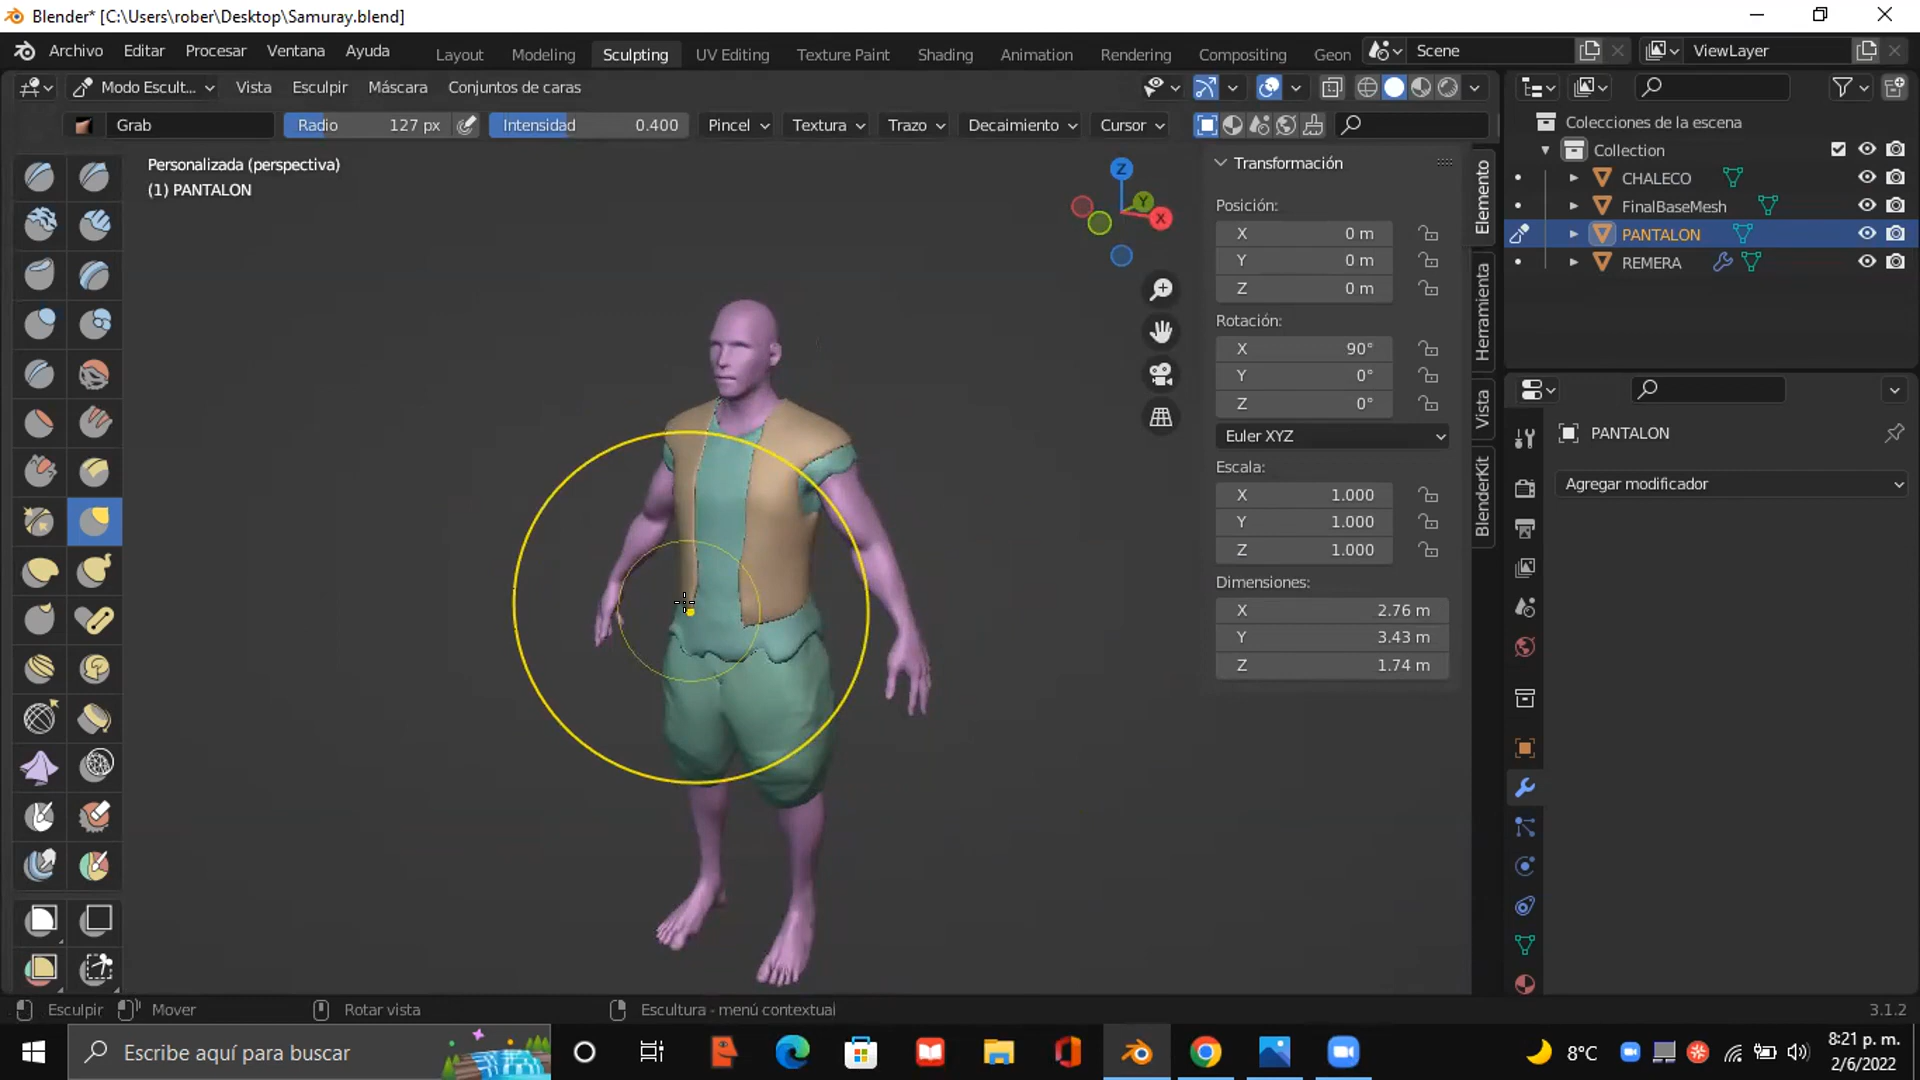 Blender* [C:\Users\rober\Desktop\Samuray.blend]
Archivo Editar Procesar Ventana Ayuda Layout Modeling Sculpting UV Editing Texture Paint Shading Animation Rendering Compositing Geon Scene ViewLayer
Modo Escult... Vista Esculpir Máscara Conjuntos de caras
Grab Radio 127 px Intensidad 0.400 Pincel Textura Trazo Decaimiento Cursor
Personalizada (perspectiva)
(1) PANTALON
Z
Y
X
Transformación
Posición:
X 0 m
Y 0 m
Z 0 m
Rotación:
X 90°
Y 0°
Z 0°
Euler XYZ
Escala:
X 1.000
Y 1.000
Z 1.000
Dimensiones:
X 2.76 m
Y 3.43 m
Z 1.74 m
Elemento
Herramienta
Vista
BlenderKit
Colecciones de la escena
Collection
CHALECO
FinalBaseMesh
PANTALON
REMERA
PANTALON
Agregar modificador
Esculpir Mover Rotar vista Escultura - menú contextual 3.1.2
Escribe aquí para buscar
8°C
8:21 p. m.
2/6/2022